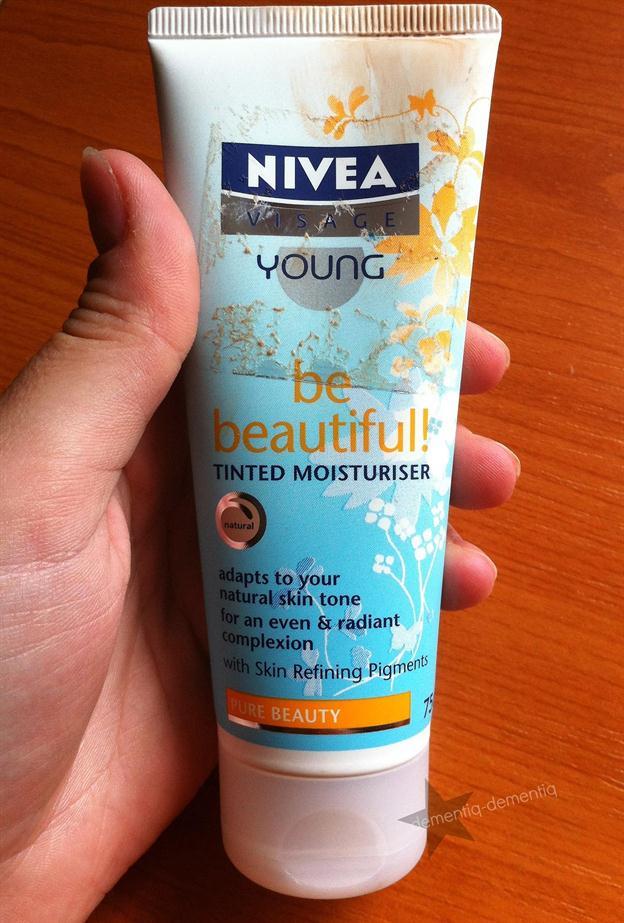 NIVEA
VISAGE
YOUNG
be
beautiful!
TINTED MOISTURISER
natural
adapts to your
natural skin tone
for an even & radiant
complexion
with Skin Refining Pigments
PURE BEAUTY
75
dementiq-dementiq